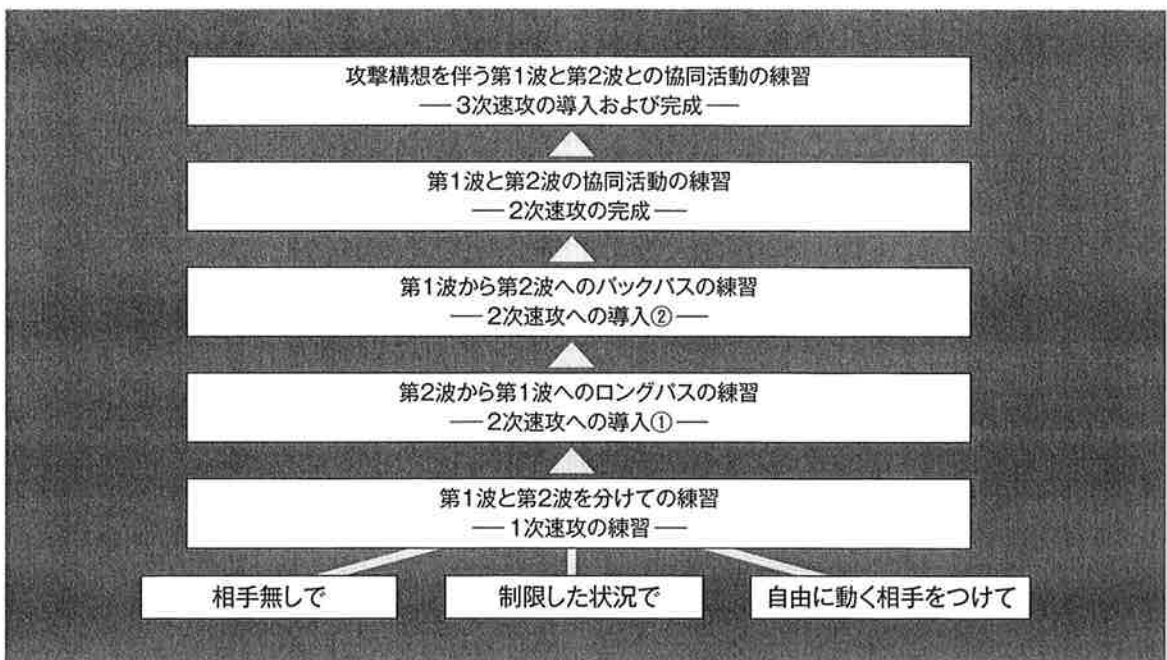 攻撃構想を伴う第1波と第2波との協同活動の練習
― 3次速攻の導入および完成 ―
第1波と第2波の協同活動の練習
― 2次速攻の完成 ―
第1波から第2波へのバックパスの練習
― 2次速攻への導入② ―
第2波から第1波へのロングパスの練習
― 2次速攻への導入① ―
第1波と第2波を分けての練習
― 1次速攻の練習 ―
相手無しで
制限した状況で
自由に動く相手をつけて